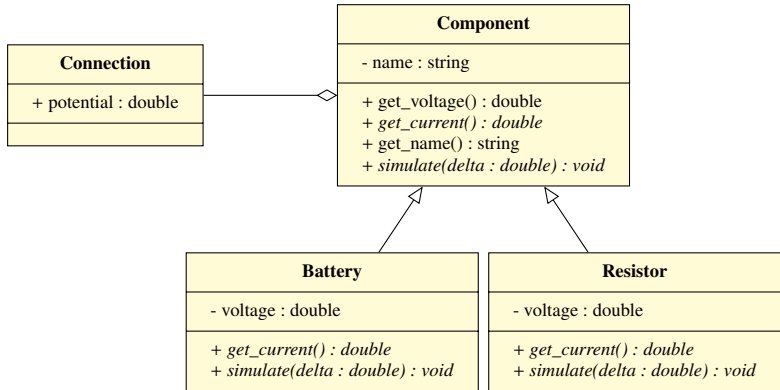 Component
- name : string
+ get_voltage() : double
+ get_current() : double
+ get_name() : string
+ simulate(delta : double) : void
Connection
+ potential : double
Battery
- voltage : double
+ get_current() : double
+ simulate(delta : double) : void
Resistor
- voltage : double
+ get_current() : double
+ simulate(delta : double) : void